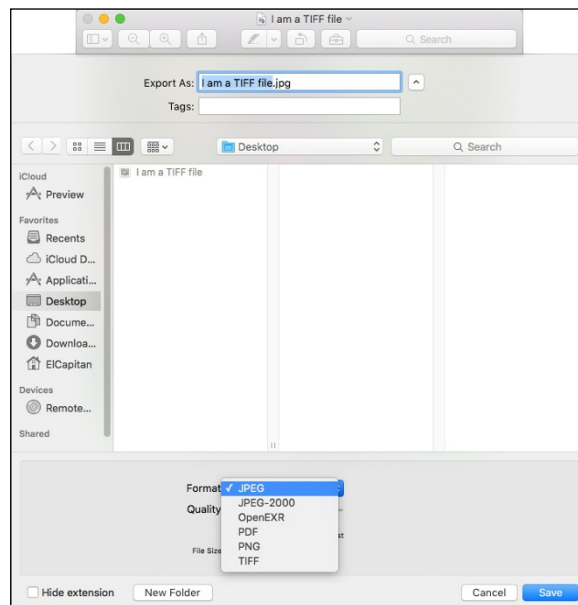 I am a TIFF file
Search
Export As: I am a TIFF file.jpg
Tags:
Desktop
Search
iCloud
Preview
Favorites
Recents
iCloud D...
Applicati...
Desktop
Docume...
Downloa...
ElCapitan
Devices
Remote...
Shared
I am a TIFF file
Format
JPEG
Quality
JPEG-2000
OpenEXR
PDF
PNG
TIFF
File Size
st
Hide extension
New Folder
Cancel
Save